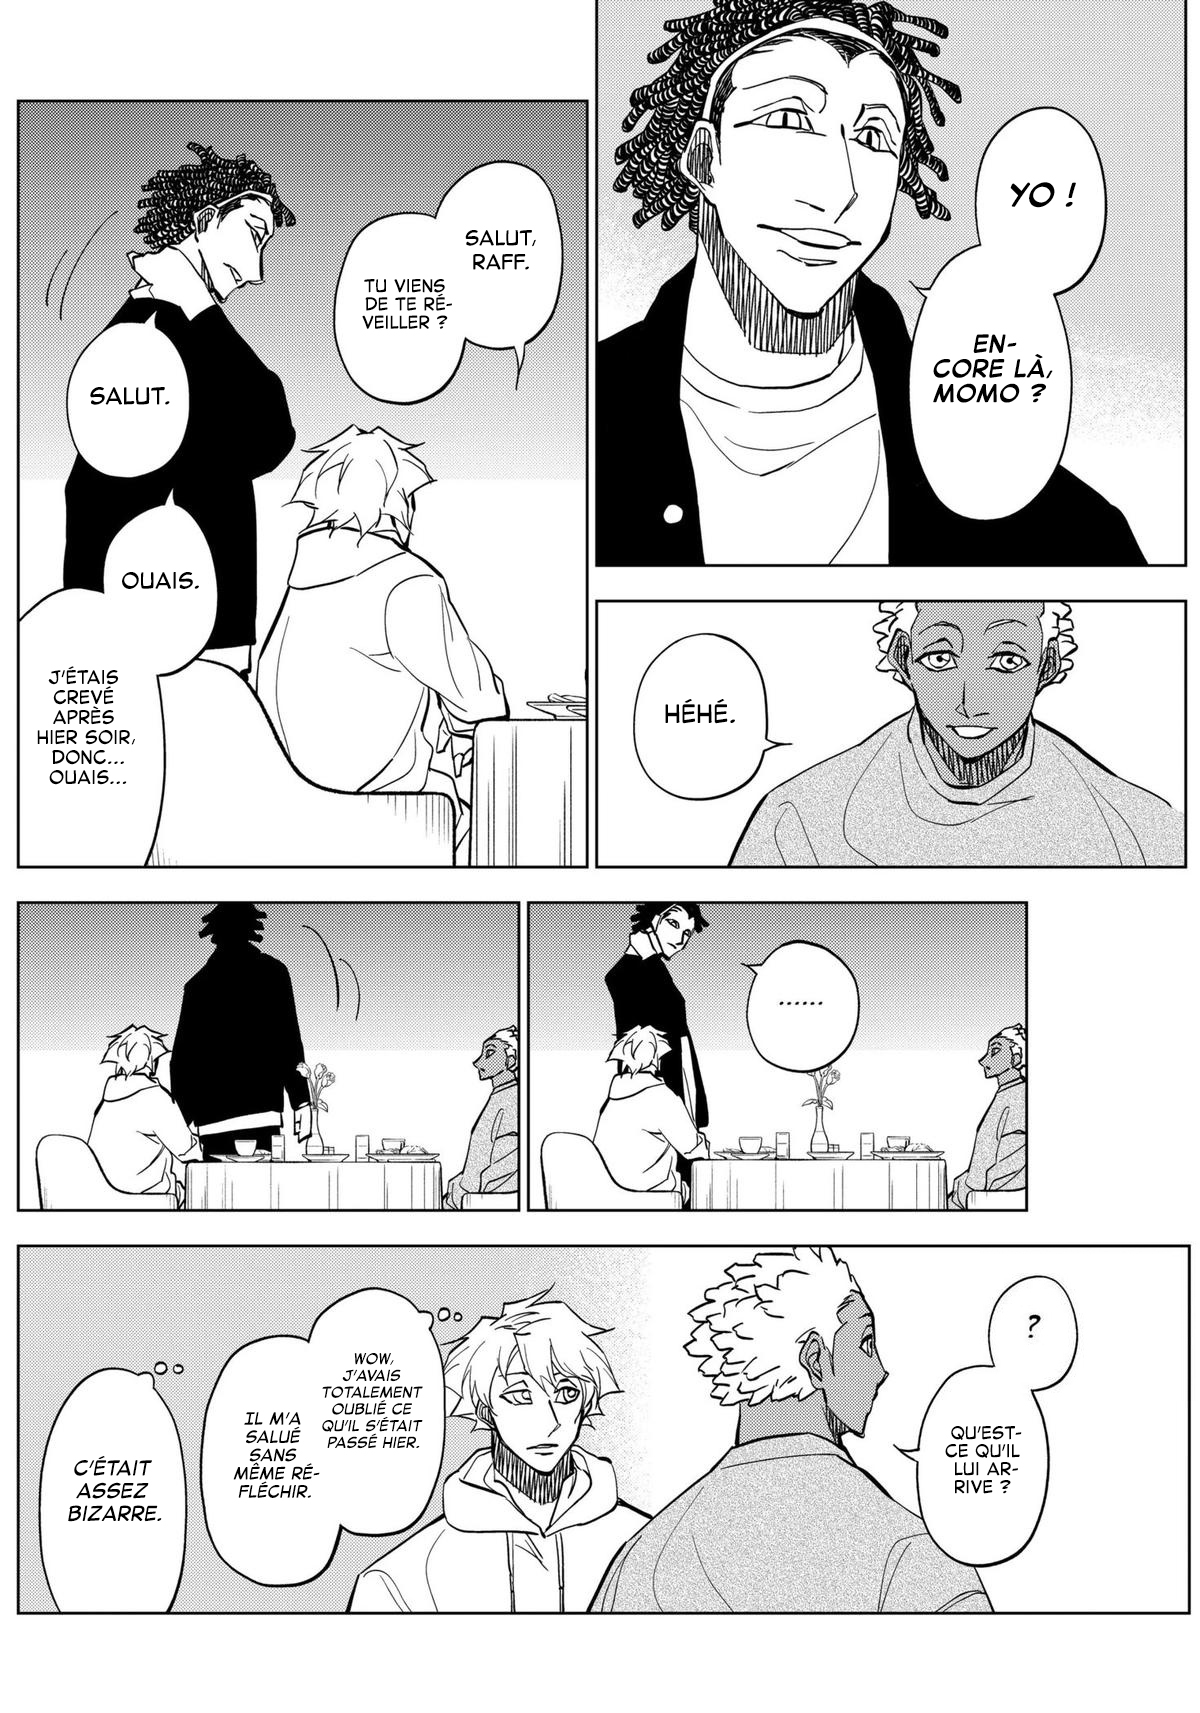 YO !
EN-
CORE LÀ,
MOMO ?
HÉHÉ.
SALUT,
RAFF.
TU VIENS
DE TE RÉ-
VEILLER ?
SALUT.
OUAIS.
J'ÉTAIS
CREVÉ
APRÈS
HIER SOIR,
DONC...
OUAIS...
......
?
QU'EST-
CE QU'IL
LUI AR-
RIVE ?
WOW,
J'AVAIS
TOTALEMENT
OUBLIÉ CE
QU'IL S'ÉTAIT
PASSÉ HIER.
IL M'A
SALUÉ
SANS
MÊME RÉ-
FLÉCHIR.
C'ÉTAIT
ASSEZ
BIZARRE.